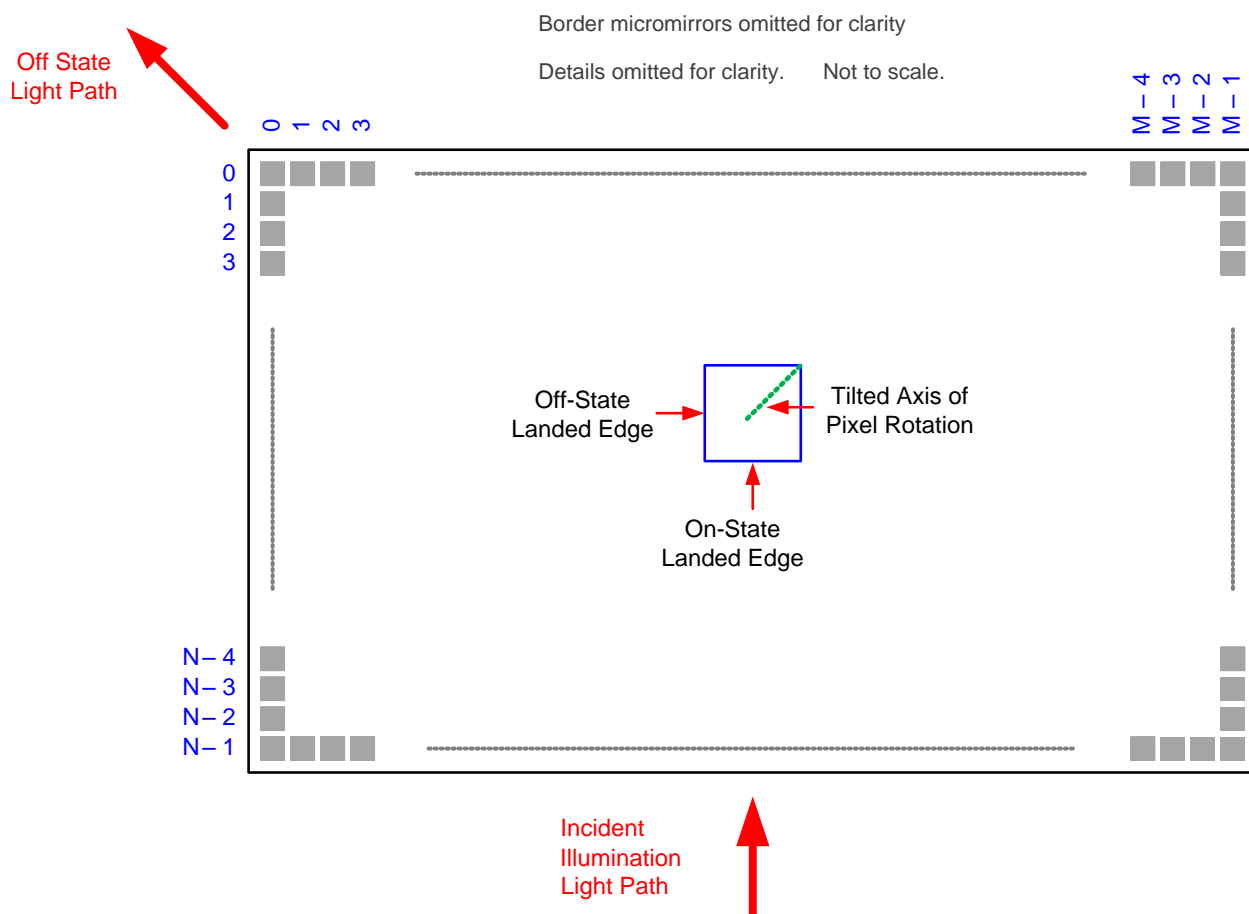 Border micromirrors omitted for clarity
Off State
Light Path
Details omitted for clarity. Not to scale.
0 1 2 3
M – 4 M – 3 M – 2 M – 1
0
1
2
3
Off-State
Landed Edge
Tilted Axis of
Pixel Rotation
On-State
Landed Edge
N – 4
N – 3
N – 2
N – 1
Incident
Illumination
Light Path